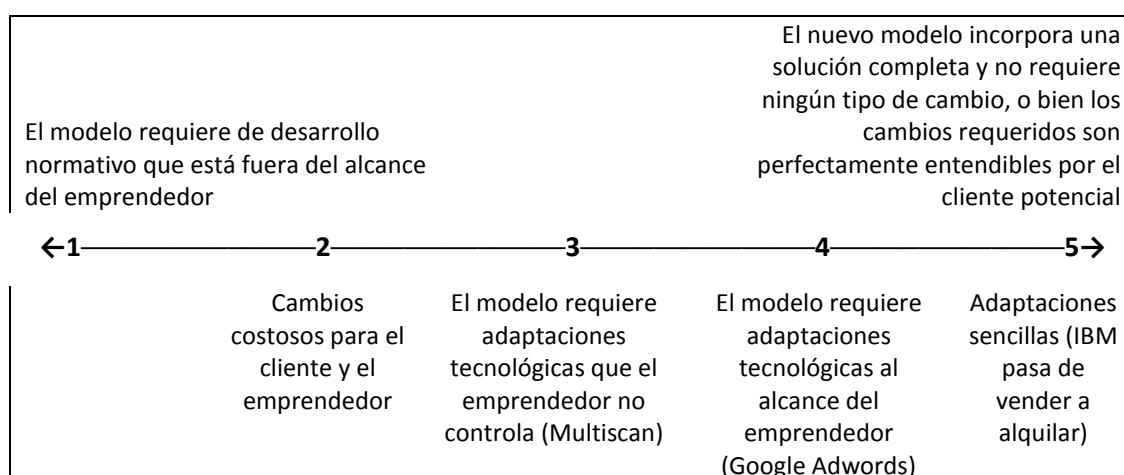 El nuevo modelo incorpora una
solución completa y no requiere
ningún tipo de cambio, o bien los
cambios requeridos son
perfectamente entendibles por el
cliente potencial
El modelo requiere de desarrollo
normativo que está fuera del alcance
del emprendedor
←1 2 3 4 5→
Cambios
costosos para el
cliente y el
emprendedor
El modelo requiere
adaptaciones
tecnológicas que el
emprendedor no
controla (Multiscan)
El modelo requiere
adaptaciones
tecnológicas al
alcance del
emprendedor
(Google Adwords)
Adaptaciones
sencillas (IBM
pasa de
vender a
alquilar)